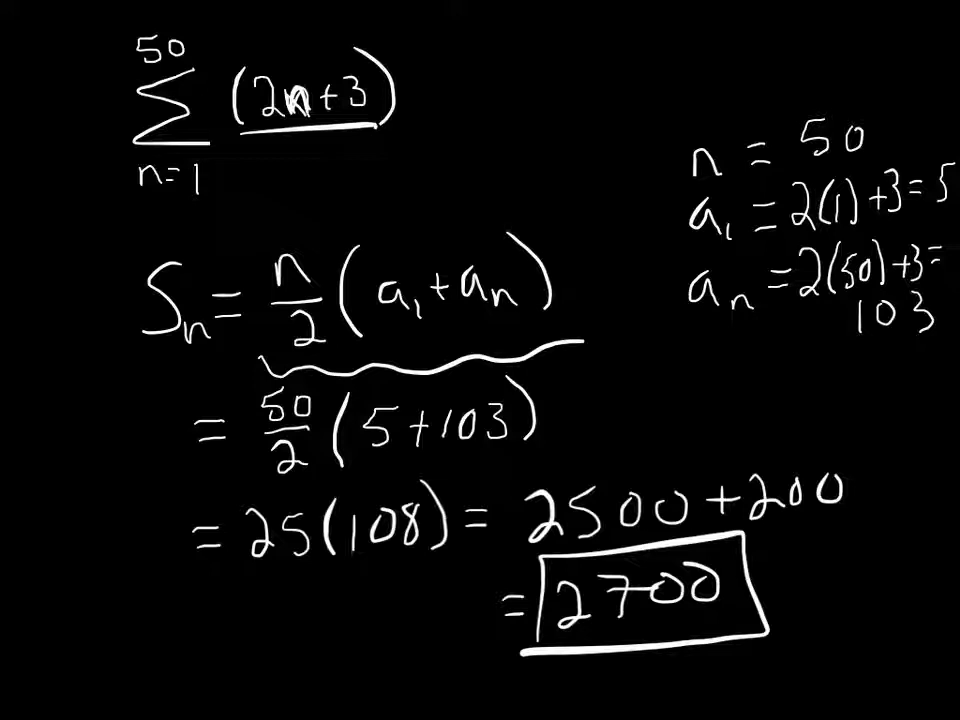 50
∑ (2n+3)
n=1
n = 50
a₁ = 2(1)+3=5
aₙ =2(50)+3=
103
Sₙ= n/2 (a₁+aₙ)
= 50/2 (5+103)
=25(108)= 2500+200
= 2700